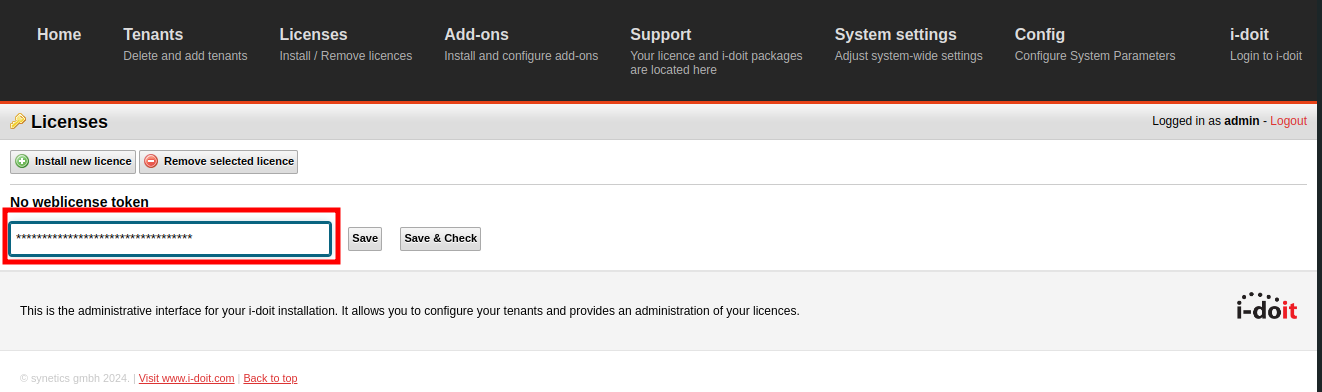 Home Tenants Licenses Add-ons Support System settings Config i-doit
Delete and add tenants Install / Remove licences Install and configure add-ons Your licence and i-doit packages Adjust system-wide settings Configure System Parameters Login to i-doit
are located here
Licenses Logged in as admin - Logout
Install new licence Remove selected licence
No weblicense token
********************************** Save Save & Check
This is the administrative interface for your i-doit installation. It allows you to configure your tenants and provides an administration of your licences.
i-doit
© synetics gmbh 2024. | Visit www.i-doit.com | Back to top